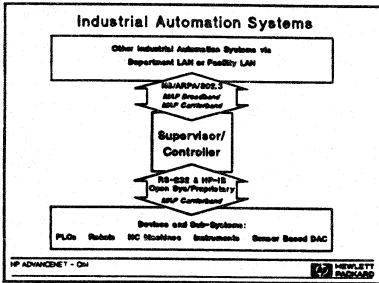 Industrial Automation Systems
Other Industrial Automation Systems via
Department LAN or Facility LAN
NS/ARPA/802.3
MAP Broadband
MAP Carrierband
Supervisor/
Controller
RS-232 & HP-IB
Open Sys/Proprietary
MAP Carrierband
Devices and Sub-Systems:
PLCs Robots NC Machines Instruments Sensor Based DAC
HP ADVANCENET - CIM
HEWLETT
PACKARD